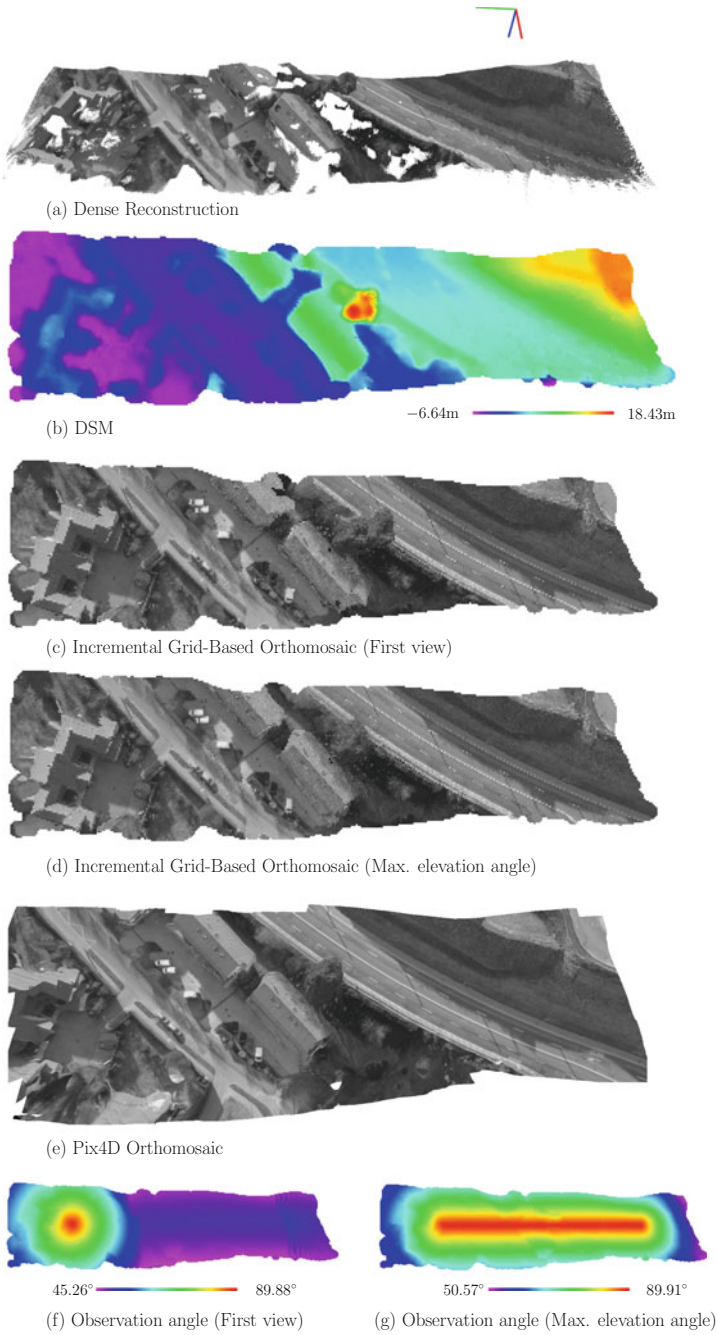 (a) Dense Reconstruction
−6.64m 18.43m
(b) DSM
(c) Incremental Grid-Based Orthomosaic (First view)
(d) Incremental Grid-Based Orthomosaic (Max. elevation angle)
(e) Pix4D Orthomosaic
45.26° 89.88° 50.57° 89.91°
(f) Observation angle (First view) (g) Observation angle (Max. elevation angle)